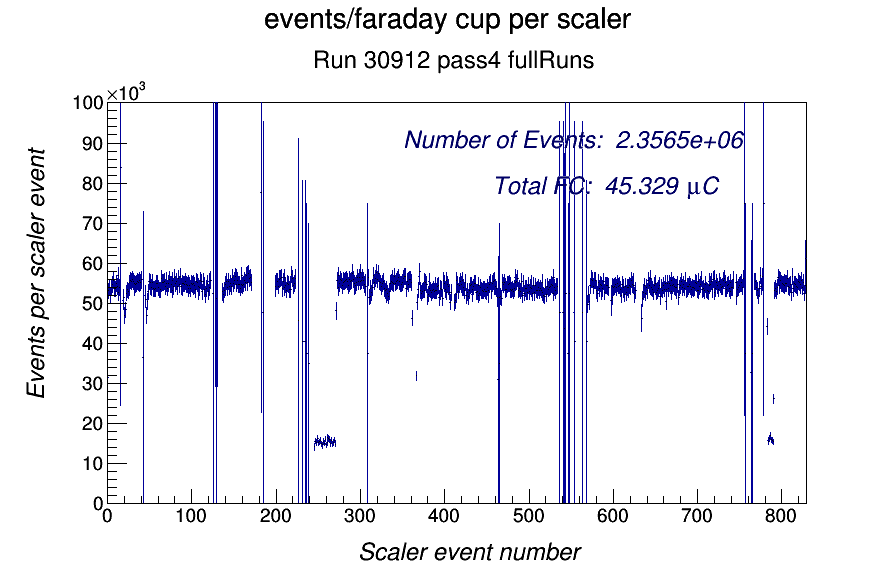 events/faraday cup per scaler
Run 30912 pass4 fullRuns
×10³
100
90
80
70
60
50
40
30
20
10
0
Events per scaler event
Number of Events: 2.3565e+06
Total FC: 45.329 μC
0 100 200 300 400 500 600 700 800
Scaler event number